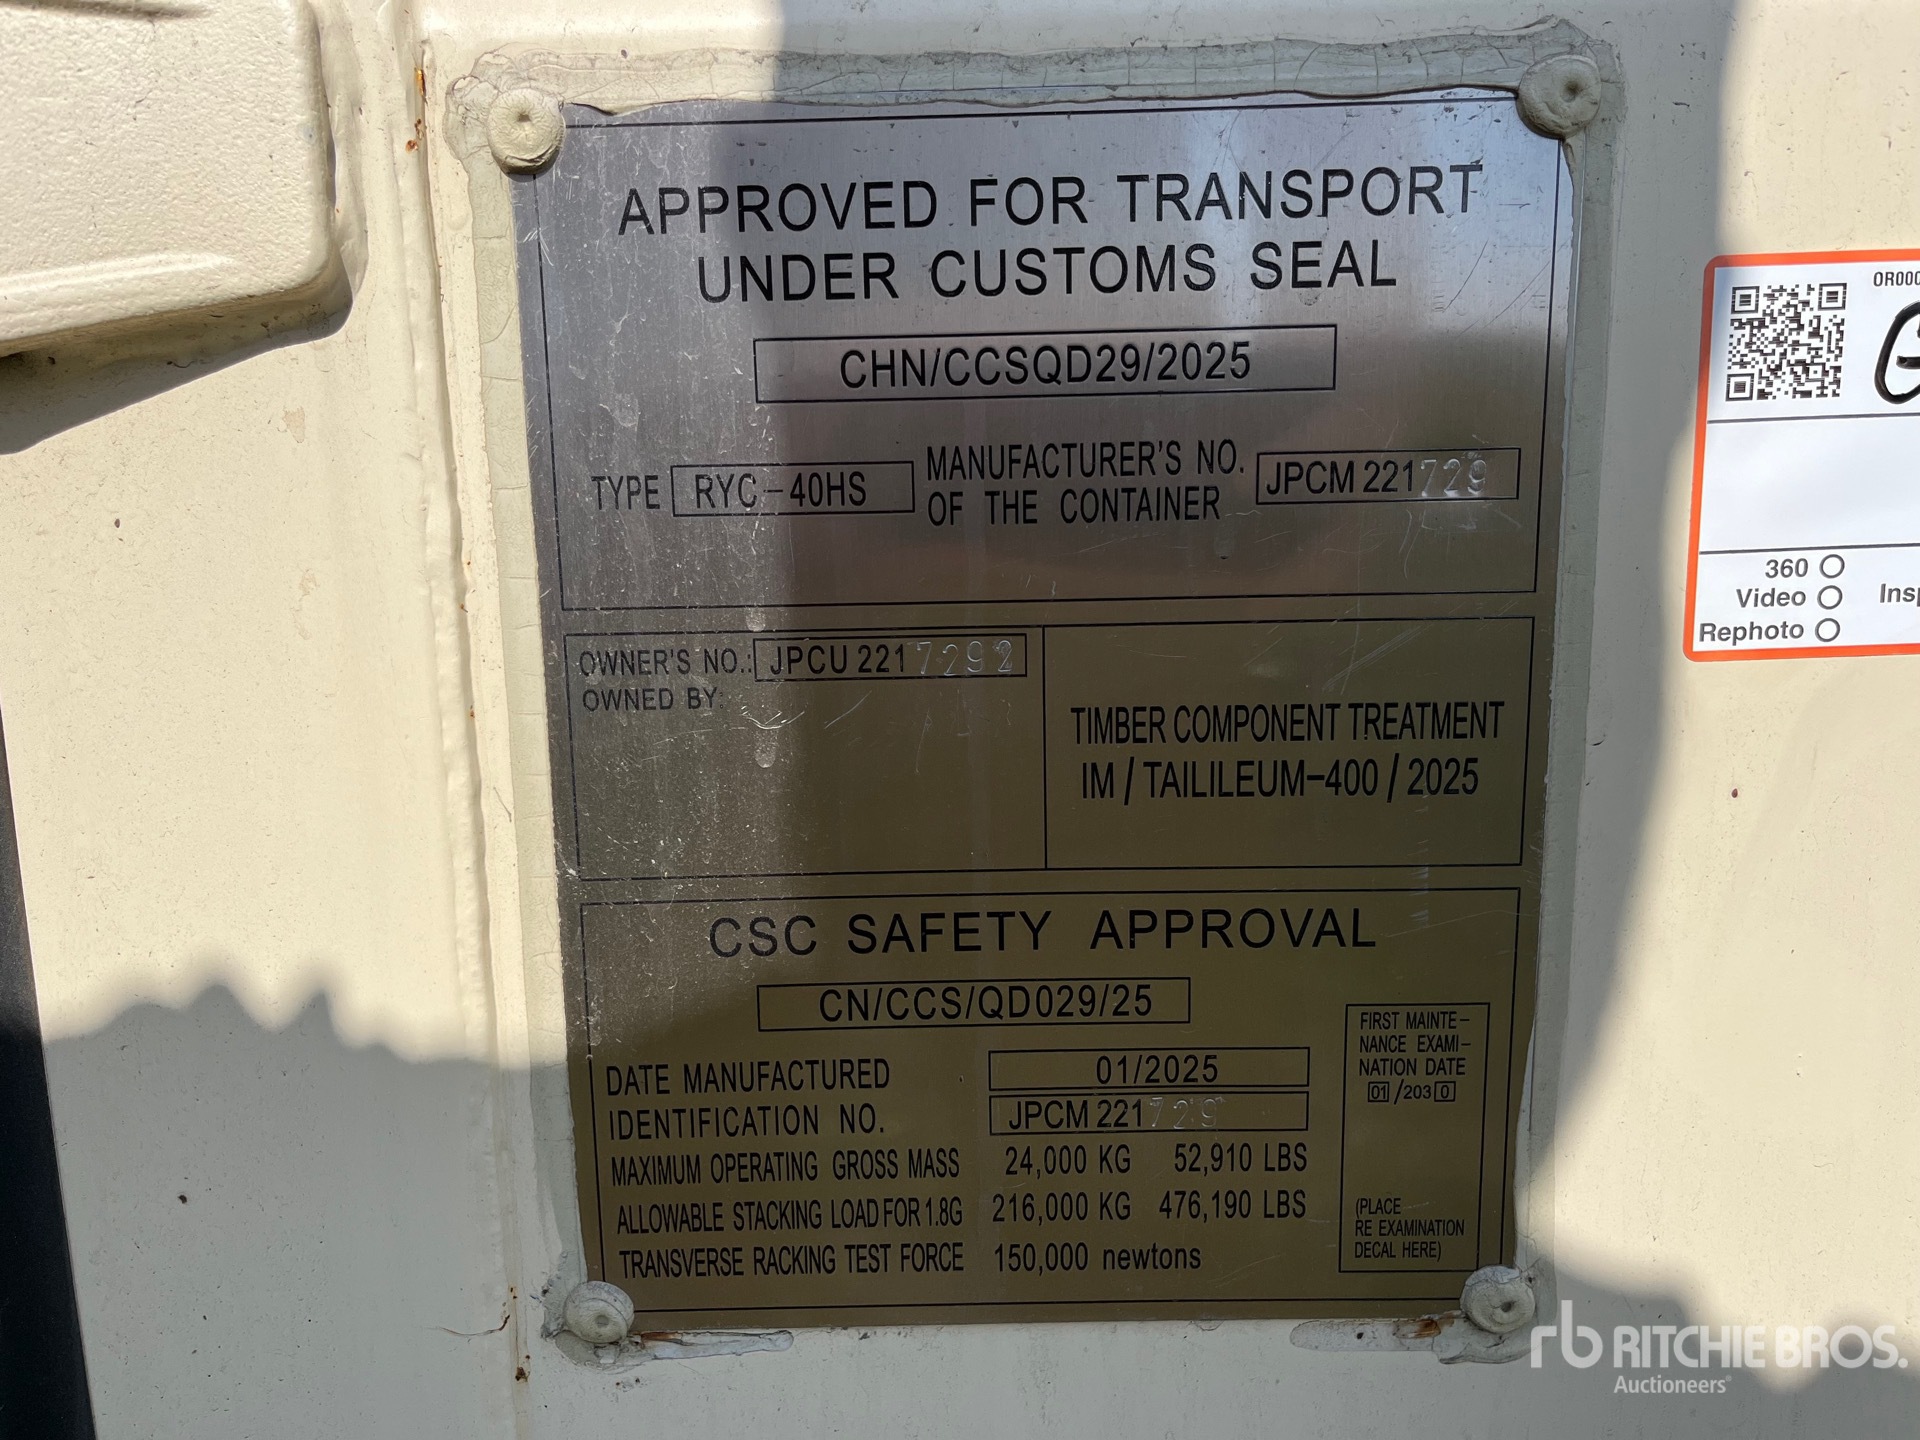 APPROVED FOR TRANSPORT
UNDER CUSTOMS SEAL
CHN/CCSQD29/2025
TYPE RYC-40HS
MANUFACTURER'S NO.
OF THE CONTAINER
JPCM 221729
OWNER'S NO.: JPCU 2217292
OWNED BY:
TIMBER COMPONENT TREATMENT
IM / TAILILEUM-400 / 2025
CSC SAFETY APPROVAL
CN/CCS/QD029/25
DATE MANUFACTURED 01/2025
IDENTIFICATION NO. JPCM 221729
MAXIMUM OPERATING GROSS MASS 24,000 KG 52,910 LBS
ALLOWABLE STACKING LOAD FOR 1.8G 216,000 KG 476,190 LBS
TRANSVERSE RACKING TEST FORCE 150,000 newtons
FIRST MAINTE-
NANCE EXAMI-
NATION DATE
01/2030
(PLACE
RE EXAMINATION
DECAL HERE)
360
Video
Rephoto
rb RITCHIE BROS.
Auctioneers